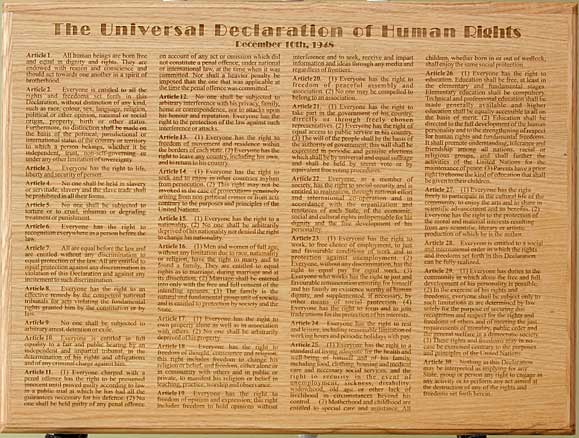 The Universal Declaration of Human Rights
December 10th, 1948
Article 1. All human beings are born free
and equal in dignity and rights. They are
endowed with reason and conscience and
should act towards one another in a spirit of
brotherhood.
Article 2. Everyone is entitled to all the
rights and freedoms set forth in this
Declaration, without distinction of any kind,
such as race, colour, sex, language, religion,
political or other opinion, national or social
origin, property, birth or other status.
Furthermore, no distinction shall be made on
the basis of the political, jurisdictional or
international status of the country or territory
to which a person belongs, whether it be
independent, trust, non-self-governing or
under any other limitation of sovereignty.
Article 3. Everyone has the right to life,
liberty and security of person.
Article 4. No one shall be held in slavery
or servitude; slavery and the slave trade shall
be prohibited in all their forms.
Article 5. No one shall be subjected to
torture or to cruel, inhuman or degrading
treatment or punishment.
Article 6. Everyone has the right to
recognition everywhere as a person before the
law.
Article 7. All are equal before the law and
are entitled without any discrimination to
equal protection of the law. All are entitled to
equal protection against any discrimination in
violation of this Declaration and against any
incitement to such discrimination.
Article 8. Everyone has the right to an
effective remedy by the competent national
tribunals for acts violating the fundamental
rights granted him by the constitution or by
law.
Article 9. No one shall be subjected to
arbitrary arrest, detention or exile.
Article 10. Everyone is entitled in full
equality to a fair and public hearing by an
independent and impartial tribunal, in the
determination of his rights and obligations
and of any criminal charge against him.
Article 11. (1) Everyone charged with a
penal offence has the right to be presumed
innocent until proved guilty according to law
in a public trial at which he has had all the
guarantees necessary for his defence. (2) No
one shall be held guilty of any penal offence
on account of any act or omission which did
not constitute a penal offence, under national
or international law, at the time when it was
committed. Nor shall a heavier penalty be
imposed than the one that was applicable at
the time the penal offence was committed.
Article 12. No one shall be subjected to
arbitrary interference with his privacy, family,
home or correspondence, nor to attacks upon
his honour and reputation. Everyone has the
right to the protection of the law against such
interference or attacks.
Article 13. (1) Everyone has the right to
freedom of movement and residence within
the borders of each state. (2) Everyone has the
right to leave any country, including his own,
and to return to his country.
Article 14. (1) Everyone has the right to
seek and to enjoy in other countries asylum
from persecution. (2) This right may not be
invoked in the case of prosecutions genuinely
arising from non-political crimes or from acts
contrary to the purposes and principles of the
United Nations.
Article 15. (1) Everyone has the right to a
nationality. (2) No one shall be arbitrarily
deprived of his nationality nor denied the right
to change his nationality.
Article 16. (1) Men and women of full age,
without any limitation due to race, nationality
or religion, have the right to marry and to
found a family. They are entitled to equal
rights as to marriage, during marriage and at
its dissolution. (2) Marriage shall be entered
into only with the free and full consent of the
intending spouses. (3) The family is the
natural and fundamental group unit of society
and is entitled to protection by society and the
State.
Article 17. (1) Everyone has the right to
own property alone as well as in association
with others. (2) No one shall be arbitrarily
deprived of his property.
Article 18. Everyone has the right to
freedom of thought, conscience and religion;
this right includes freedom to change his
religion or belief, and freedom, either alone or
in community with others and in public or
private, to manifest his religion or belief in
teaching, practice, worship and observance.
Article 19. Everyone has the right to
freedom of opinion and expression; this right
includes freedom to hold opinions without
interference and to seek, receive and impart
information and ideas through any media and
regardless of frontiers.
Article 20. (1) Everyone has the right to
freedom of peaceful assembly and
association. (2) No one may be compelled to
belong to an association.
Article 21. (1) Everyone has the right to
take part in the government of his country,
directly or through freely chosen
representatives. (2) Everyone has the right of
equal access to public service in his country.
(3) The will of the people shall be the basis of
the authority of government; this will shall be
expressed in periodic and genuine elections
which shall be by universal and equal suffrage
and shall be held by secret vote or by
equivalent free voting procedures.
Article 22. Everyone, as a member of
society, has the right to social security and is
entitled to realization, through national effort
and international co-operation and in
accordance with the organization and
resources of each State, of the economic,
social and cultural rights indispensable for his
dignity and the free development of his
personality.
Article 23. (1) Everyone has the right to
work, to free choice of employment, to just
and favourable conditions of work and to
protection against unemployment. (2)
Everyone, without any discrimination, has the
right to equal pay for equal work. (3)
Everyone who works has the right to just and
favourable remuneration ensuring for himself
and his family an existence worthy of human
dignity, and supplemented, if necessary, by
other means of social protection. (4)
Everyone has the right to form and to join
trade unions for the protection of his interests.
Article 24. Everyone has the right to rest
and leisure, including reasonable limitation of
working hours and periodic holidays with pay.
Article 25. (1) Everyone has the right to a
standard of living adequate for the health and
well-being of himself and of his family,
including food, clothing, housing and medical
care and necessary social services, and the
right to security in the event of
unemployment, sickness, disability,
widowhood, old age or other lack of
livelihood in circumstances beyond his
control. (2) Motherhood and childhood are
entitled to special care and assistance. All
children, whether born in or out of wedlock,
shall enjoy the same social protection.
Article 26. (1) Everyone has the right to
education. Education shall be free, at least in
the elementary and fundamental stages.
Elementary education shall be compulsory.
Technical and professional education shall be
made generally available and higher
education shall be equally accessible to all on
the basis of merit. (2) Education shall be
directed to the full development of the human
personality and to the strengthening of respect
for human rights and fundamental freedoms.
It shall promote understanding, tolerance and
friendship among all nations, racial or
religious groups, and shall further the
activities of the United Nations for the
maintenance of peace. (3) Parents have a prior
right to choose the kind of education that shall
be given to their children.
Article 27. (1) Everyone has the right
freely to participate in the cultural life of the
community, to enjoy the arts and to share in
scientific advancement and its benefits. (2)
Everyone has the right to the protection of
the moral and material interests resulting
from any scientific, literary or artistic
production of which he is the author.
Article 28. Everyone is entitled to a social
and international order in which the rights
and freedoms set forth in this Declaration
can be fully realized.
Article 29. (1) Everyone has duties to the
community in which alone the free and full
development of his personality is possible.
(2) In the exercise of his rights and
freedoms, everyone shall be subject only to
such limitations as are determined by law
solely for the purpose of securing due
recognition and respect for the rights and
freedoms of others and of meeting the just
requirements of morality, public order and
the general welfare in a democratic society.
(3) These rights and freedoms may in no
case be exercised contrary to the purposes
and principles of the United Nations.
Article 30. Nothing in this Declaration
may be interpreted as implying for any
State, group or person any right to engage in
any activity or to perform any act aimed at
the destruction of any of the rights and
freedoms set forth herein.